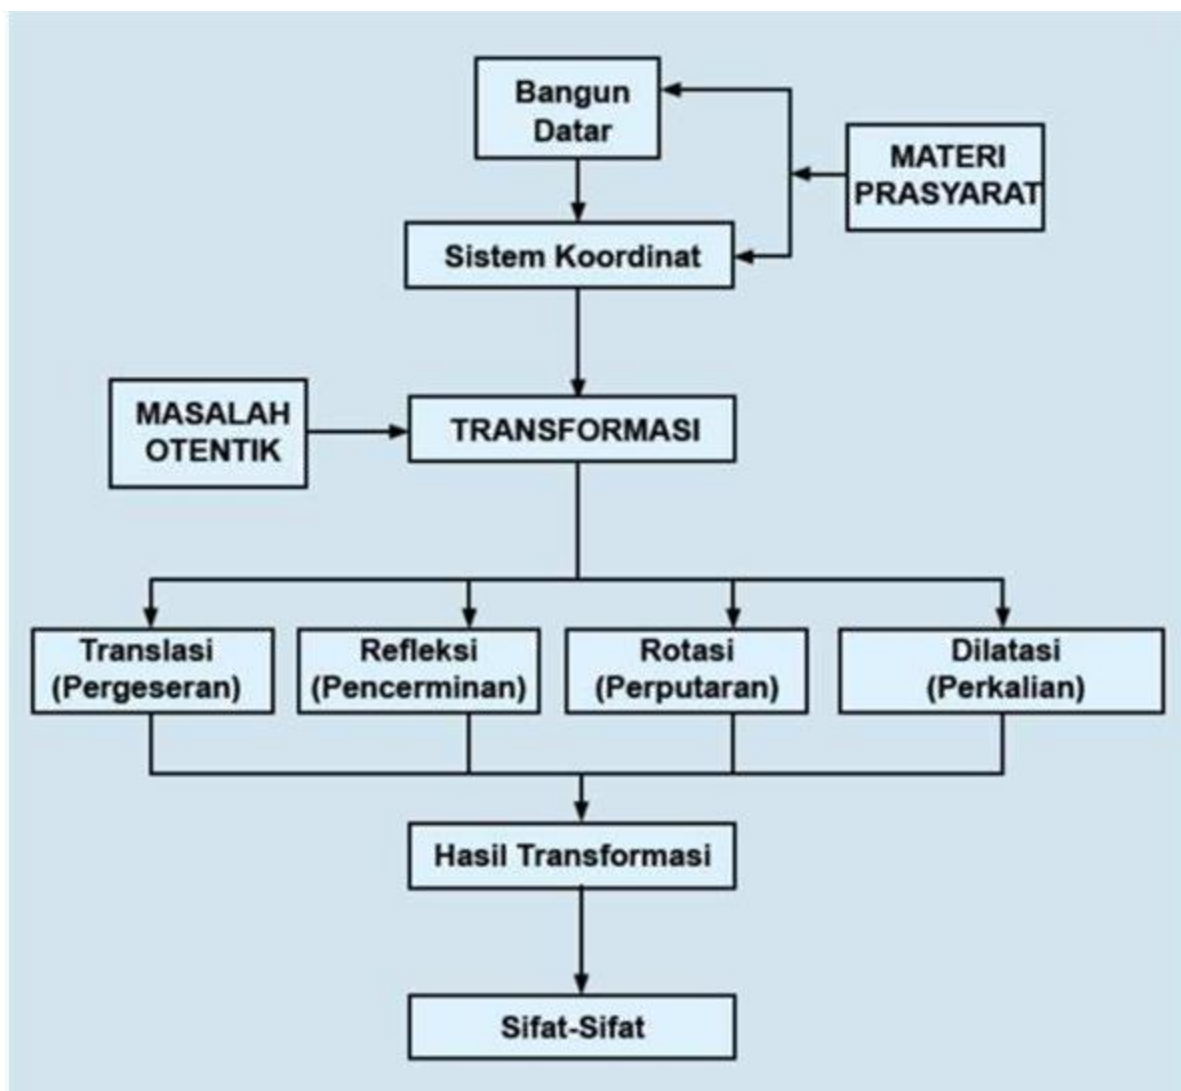 Bangun
Datar
MATERI
PRASYARAT
Sistem Koordinat
MASALAH
OTENTIK
TRANSFORMASI
Translasi
(Pergeseran)
Refleksi
(Pencerminan)
Rotasi
(Perputaran)
Dilatasi
(Perkalian)
Hasil Transformasi
Sifat-Sifat